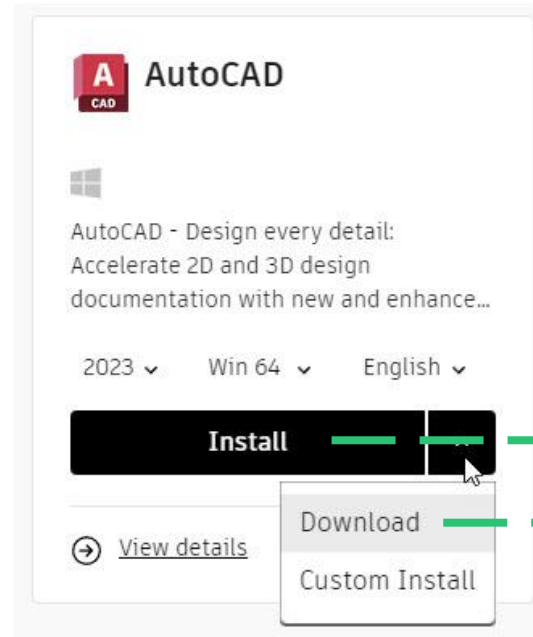 A
CAD
AutoCAD
AutoCAD - Design every detail:
Accelerate 2D and 3D design
documentation with new and enhance...
2023 Win 64 English
Install
Download
View details
Custom Install